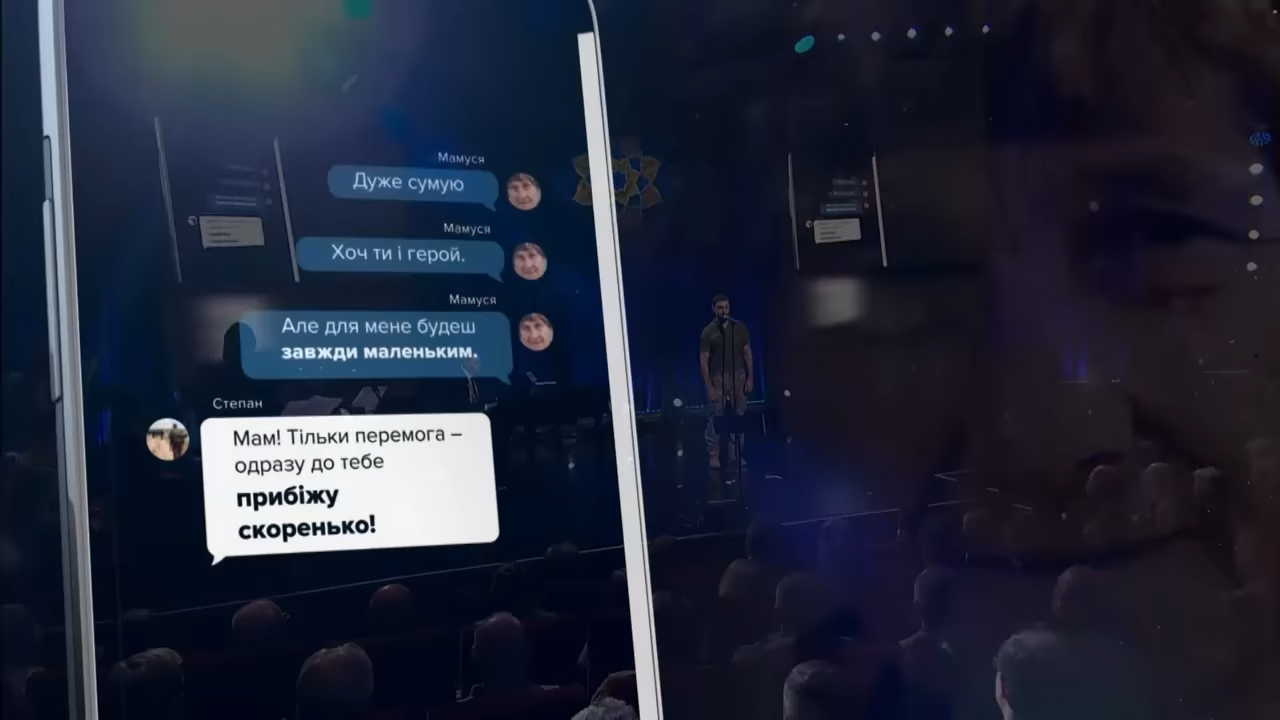 Мамуся
Дуже сумую
Мамуся
Хоч ти і герой.
Мамуся
Але для мене будеш
завжди маленьким.
Степан
Мам! Тільки перемога –
одразу до тебе
прибіжу
скоренько!